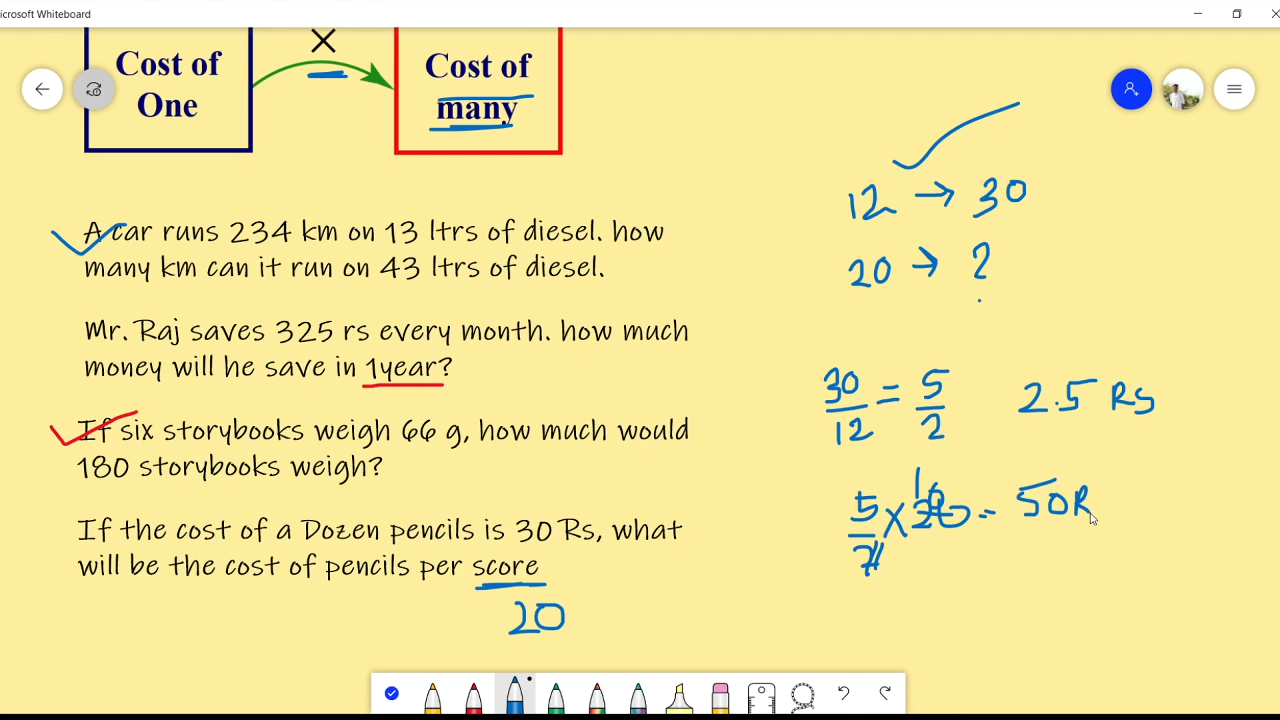 icrosoft Whiteboard
Cost of
One
×
Cost of
many
A car runs 234 km on 13 ltrs of diesel. how
many km can it run on 43 ltrs of diesel.
Mr. Raj saves 325 rs every month. how much
money will he save in 1year?
If six storybooks weigh 66 g, how much would
180 storybooks weigh?
If the cost of a Dozen pencils is 30 Rs, what
will be the cost of pencils per score
20
12 → 30
20 → ?
30/12 = 5/2 2.5 RS
5/2 × 20 = 50R
10